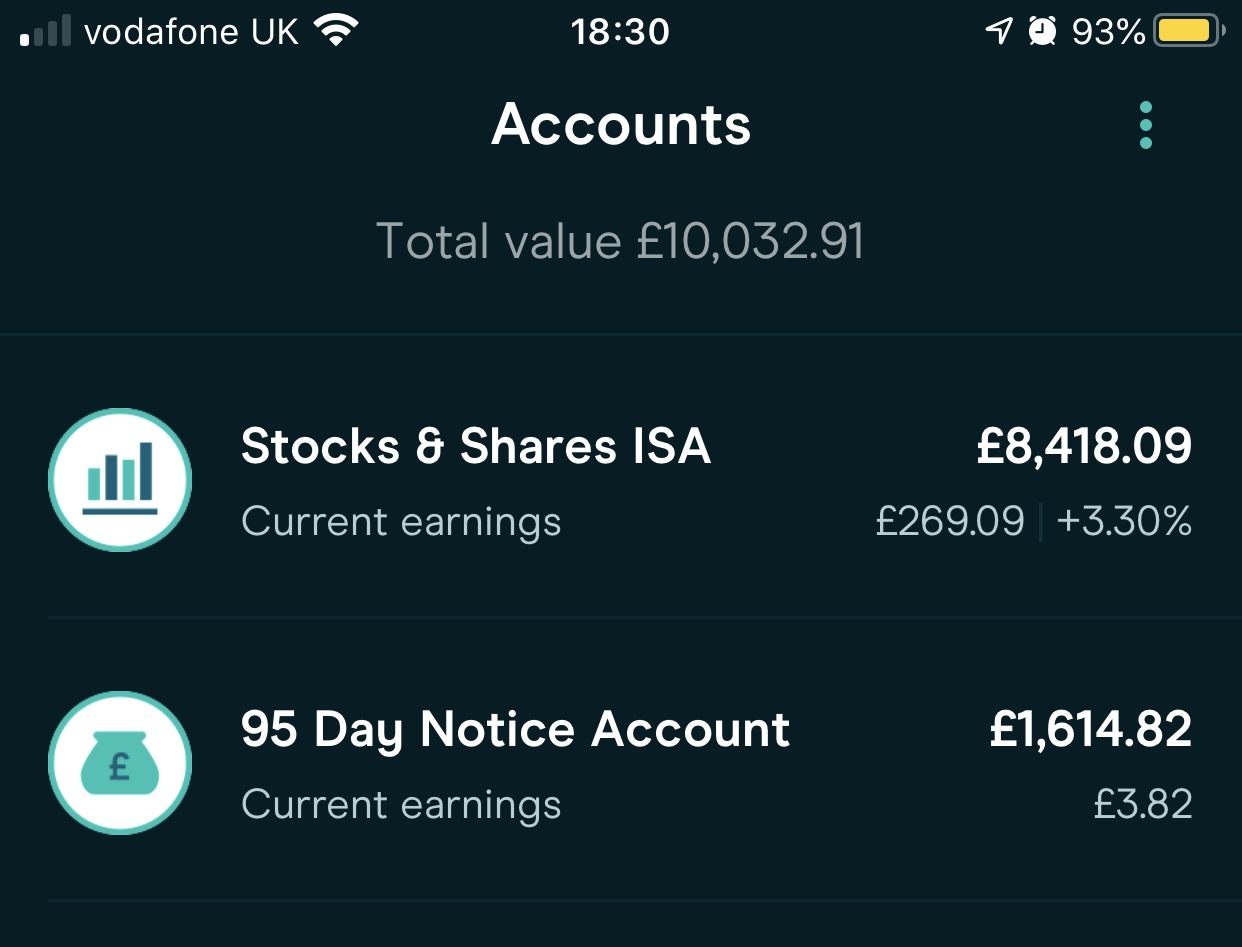 vodafone UK 18:30 93%
Accounts
Total value £10,032.91
Stocks & Shares ISA £8,418.09
Current earnings £269.09 | +3.30%
£
95 Day Notice Account £1,614.82
Current earnings £3.82